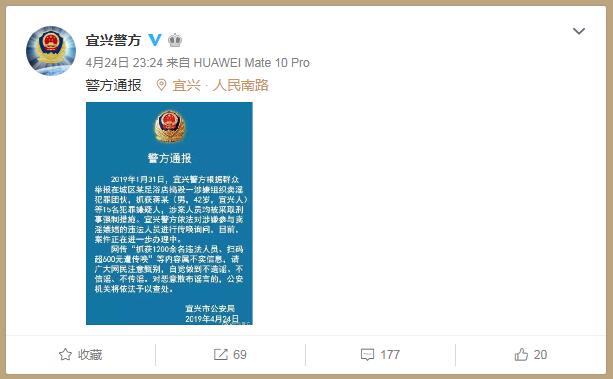 宜兴警方
4月24日 23:24 来自 HUAWEI Mate 10 Pro
警方通报 宜兴 · 人民南路
警方通报
2019年1月31日，宜兴警方根据群众
举报在城区某足浴店捣毁一涉嫌组织卖淫
犯罪团伙，抓获蒋某（男，42岁，宜兴人）
等15名犯罪嫌疑人，涉案人员均被采取刑
事强制措施。宜兴警方依法对涉嫌参与卖
淫嫖娼的违法人员进行传唤询问，目前，
案件正在进一步办理中。
网传“抓获1200余名违法人员、扫码
超600元遭传唤”等内容属不实信息，请
广大网民注意甄别，自觉做到不造谣、不
信谣、不传谣。对恶意散布谣言的，公安
机关将依法予以查处。
宜兴市公安局
2019年4月24日
收藏 69 177 20